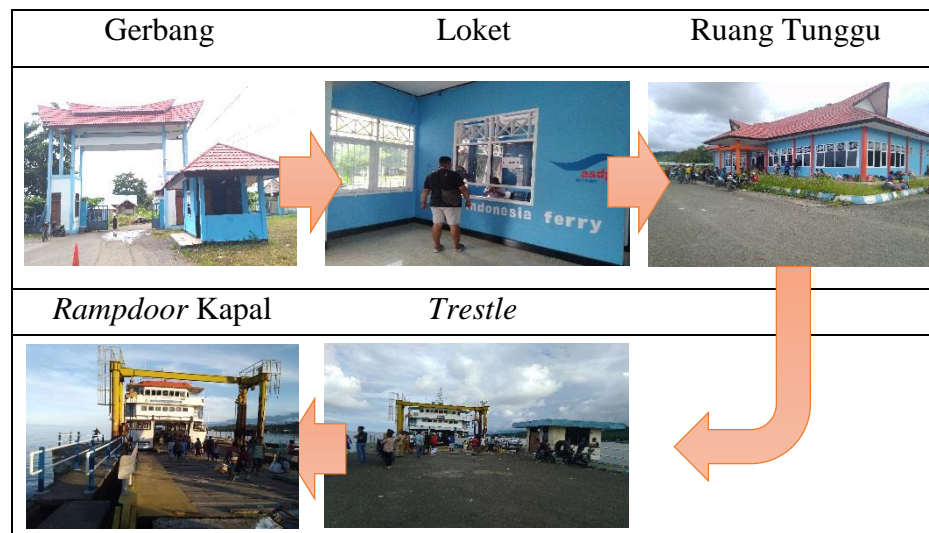 Gerbang
Loket
Ruang Tunggu
asdp
indonesia ferry
Rampdoor Kapal
Trestle